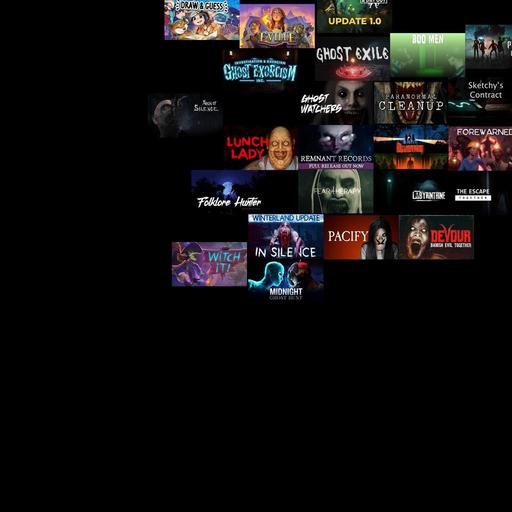 DRAW & GUESS
EVILLE
UPDATE 1.0
BOO MEN
GHOST EXILE
INVESTIGATION & EXORCISM
GHOST EXORCISM
INC.
Sketchy's
Contract
GHOST
WATCHERS
PARANORMAL
CLEANUP
SILENCE
LUNCH
LADY
REMNANT RECORDS
FULL RELEASE OUT NOW
FOREWARNED
Folklore Hunter
FEAR THERAPY
LABYRINTHINE
THE ESCAPE
TOGETHER
WINTERLAND UPDATE
IN SILENCE
PACIFY
DEVOUR
BANISH EVIL TOGETHER
WITCH
IT!
MIDNIGHT
GHOST HUNT